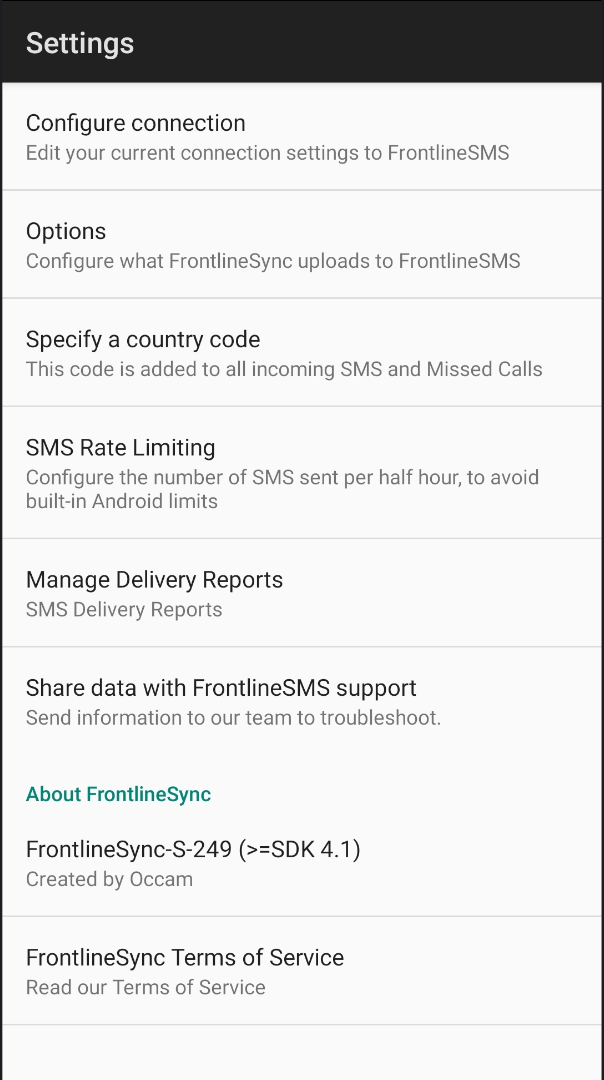 Settings
Configure connection
Edit your current connection settings to FrontlineSMS
Options
Configure what FrontlineSync uploads to FrontlineSMS
Specify a country code
This code is added to all incoming SMS and Missed Calls
SMS Rate Limiting
Configure the number of SMS sent per half hour, to avoid
built-in Android limits
Manage Delivery Reports
SMS Delivery Reports
Share data with FrontlineSMS support
Send information to our team to troubleshoot.
About FrontlineSync
FrontlineSync-S-249 (>=SDK 4.1)
Created by Occam
FrontlineSync Terms of Service
Read our Terms of Service